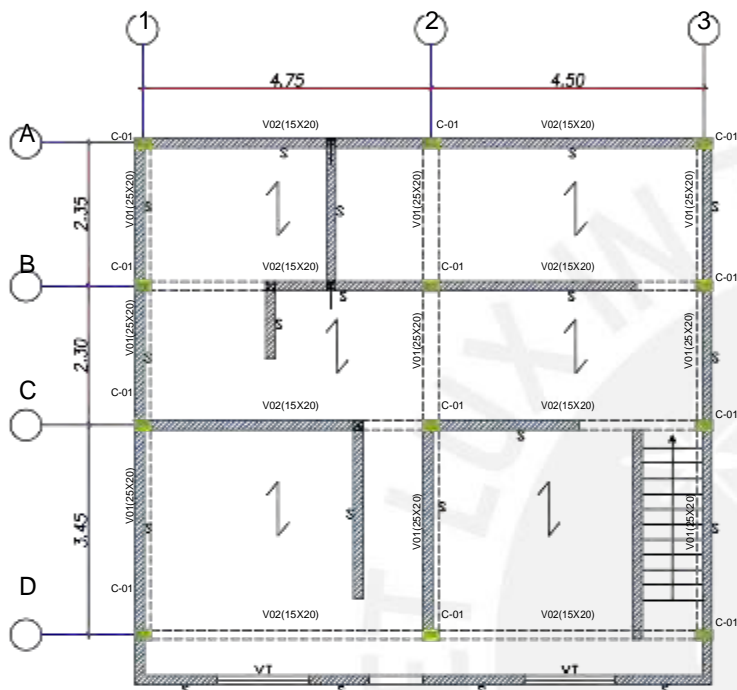 1 2 3
4.75 4.50
C-01 V02(15X20) C-01 V02(15X20) C-01
A
S S
2.35 V01(25X20) S S V01(25X20) V01(25X20) S
B
C-01 V02(15X20) C-01 V02(15X20) C-01
S S
2.30 V01(25X20) S S V01(25X20) V01(25X20) S
C-01 V02(15X20) C-01 V02(15X20) C-01
C
S
3.45 V01(25X20) S S V01(25X20) S V01(25X20) S
D
C-01 V02(15X20) C-01 V02(15X20) C-01
VT VT
S S S
ET LUX IN